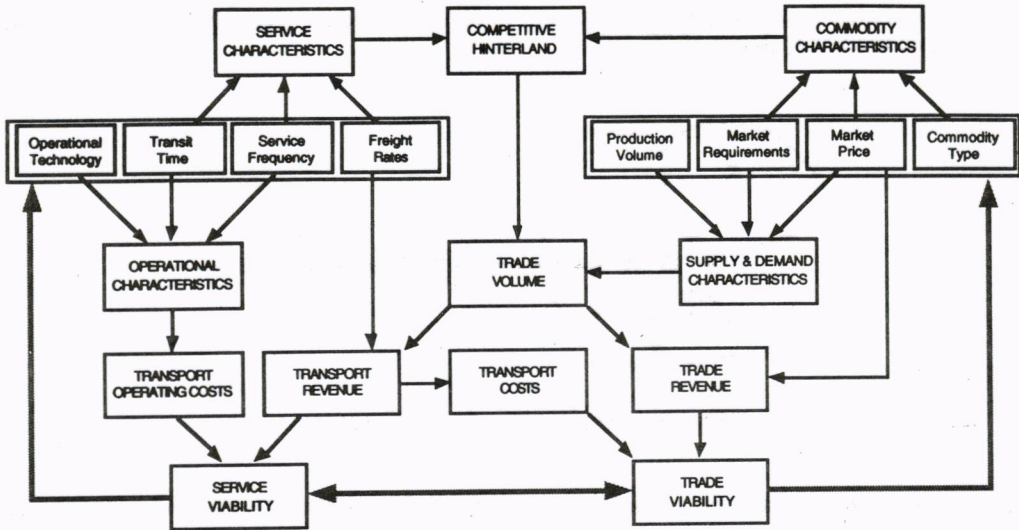 SERVICE
CHARACTERISTICS
COMPETITIVE
HINTERLAND
COMMODITY
CHARACTERISTICS
Operational
Technology
Transit
Time
Service
Frequency
Freight
Rates
Production
Volume
Market
Requirements
Market
Price
Commodity
Type
OPERATIONAL
CHARACTERISTICS
TRADE
VOLUME
SUPPLY & DEMAND
CHARACTERISTICS
TRANSPORT
OPERATING COSTS
TRANSPORT
REVENUE
TRANSPORT
COSTS
TRADE
REVENUE
SERVICE
VIABILITY
TRADE
VIABILITY